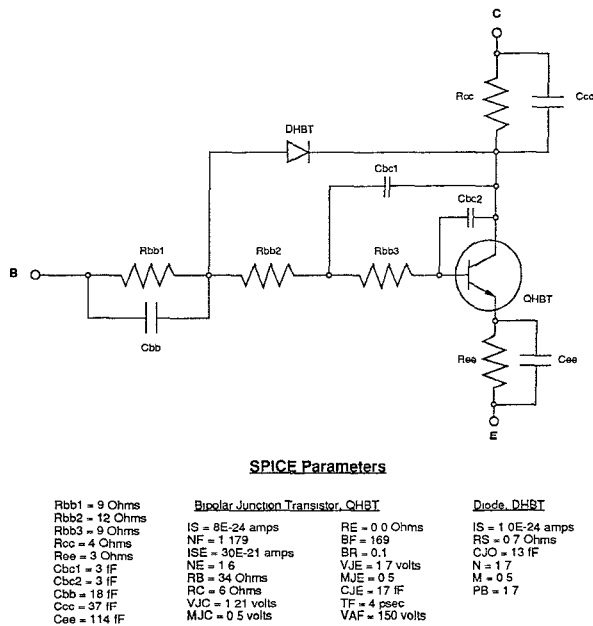 C
Rcc
Ccc
DHBT
Cbc1
Cbc2
Rbb1
Rbb2
Rbb3
B
QHBT
Cbb
Ree
Cee
E
SPICE Parameters
Rbb1 = 9 Ohms
Rbb2 = 12 Ohms
Rbb3 = 9 Ohms
Rcc = 4 Ohms
Ree = 3 Ohms
Cbc1 = 3 fF
Cbc2 = 3 fF
Cbb = 18 fF
Ccc = 37 fF
Cee = 114 fF
Bipolar Junction Transistor, QHBT
IS = 8E-24 amps
NF = 1 179
ISE = 30E-21 amps
NE = 1 6
RB = 34 Ohms
RC = 6 Ohms
VJC = 1 21 volts
MJC = 0 5 volts
RE = 0 0 Ohms
BF = 169
BR = 0.1
VJE = 1 7 volts
MJE = 0 5
CJE = 17 fF
TF = 4 psec
VAF = 150 volts
Diode, DHBT
IS = 1 0E-24 amps
RS = 0 7 Ohms
CJO = 13 fF
N = 1 7
M = 0 5
PB = 1 7